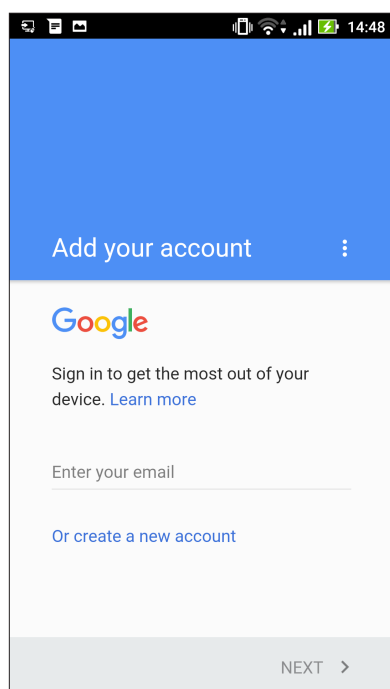 14:48
Add your account
Google
Sign in to get the most out of your
device. Learn more
Enter your email
Or create a new account
NEXT